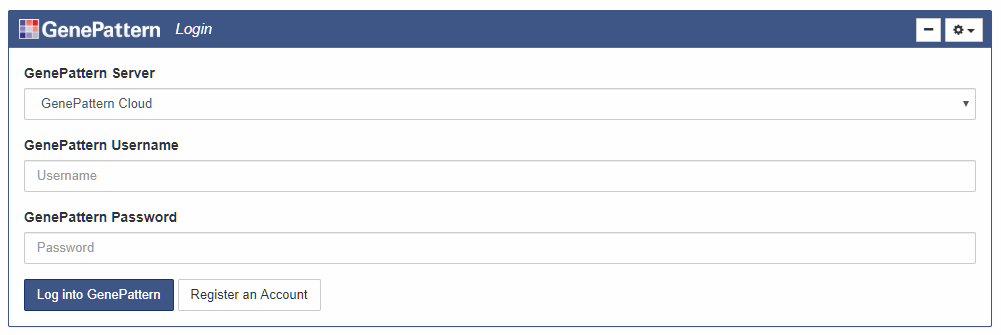 GenePattern Login
GenePattern Server
GenePattern Cloud
GenePattern Username
Username
GenePattern Password
Password
Log into GenePattern Register an Account